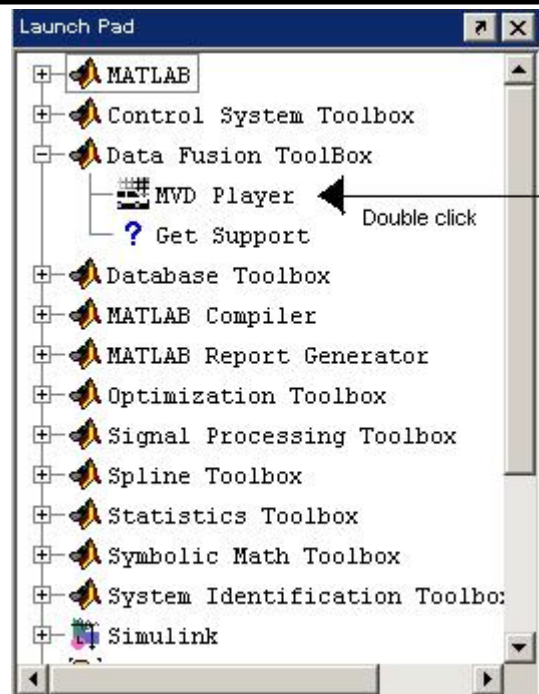 Launch Pad
MATLAB
Control System Toolbox
Data Fusion ToolBox
MVD Player
Double click
? Get Support
Database Toolbox
MATLAB Compiler
MATLAB Report Generator
Optimization Toolbox
Signal Processing Toolbox
Spline Toolbox
Statistics Toolbox
Symbolic Math Toolbox
System Identification Toolbo
Simulink